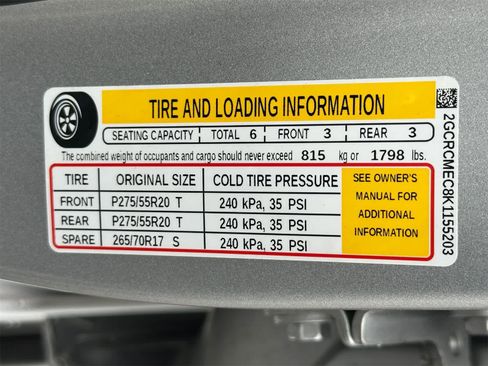 TIRE AND LOADING INFORMATION
SEATING CAPACITY TOTAL 6 FRONT 3 REAR 3
The combined weight of occupants and cargo should never exceed 815 kg or 1798 lbs.
TIRE ORIGINAL SIZE COLD TIRE PRESSURE
FRONT P275/55R20 T 240 kPa, 35 PSI
REAR P275/55R20 T 240 kPa, 35 PSI
SPARE 265/70R17 S 240 kPa, 35 PSI
SEE OWNER'S
MANUAL FOR
ADDITIONAL
INFORMATION
2GCRCMEC8K1155203